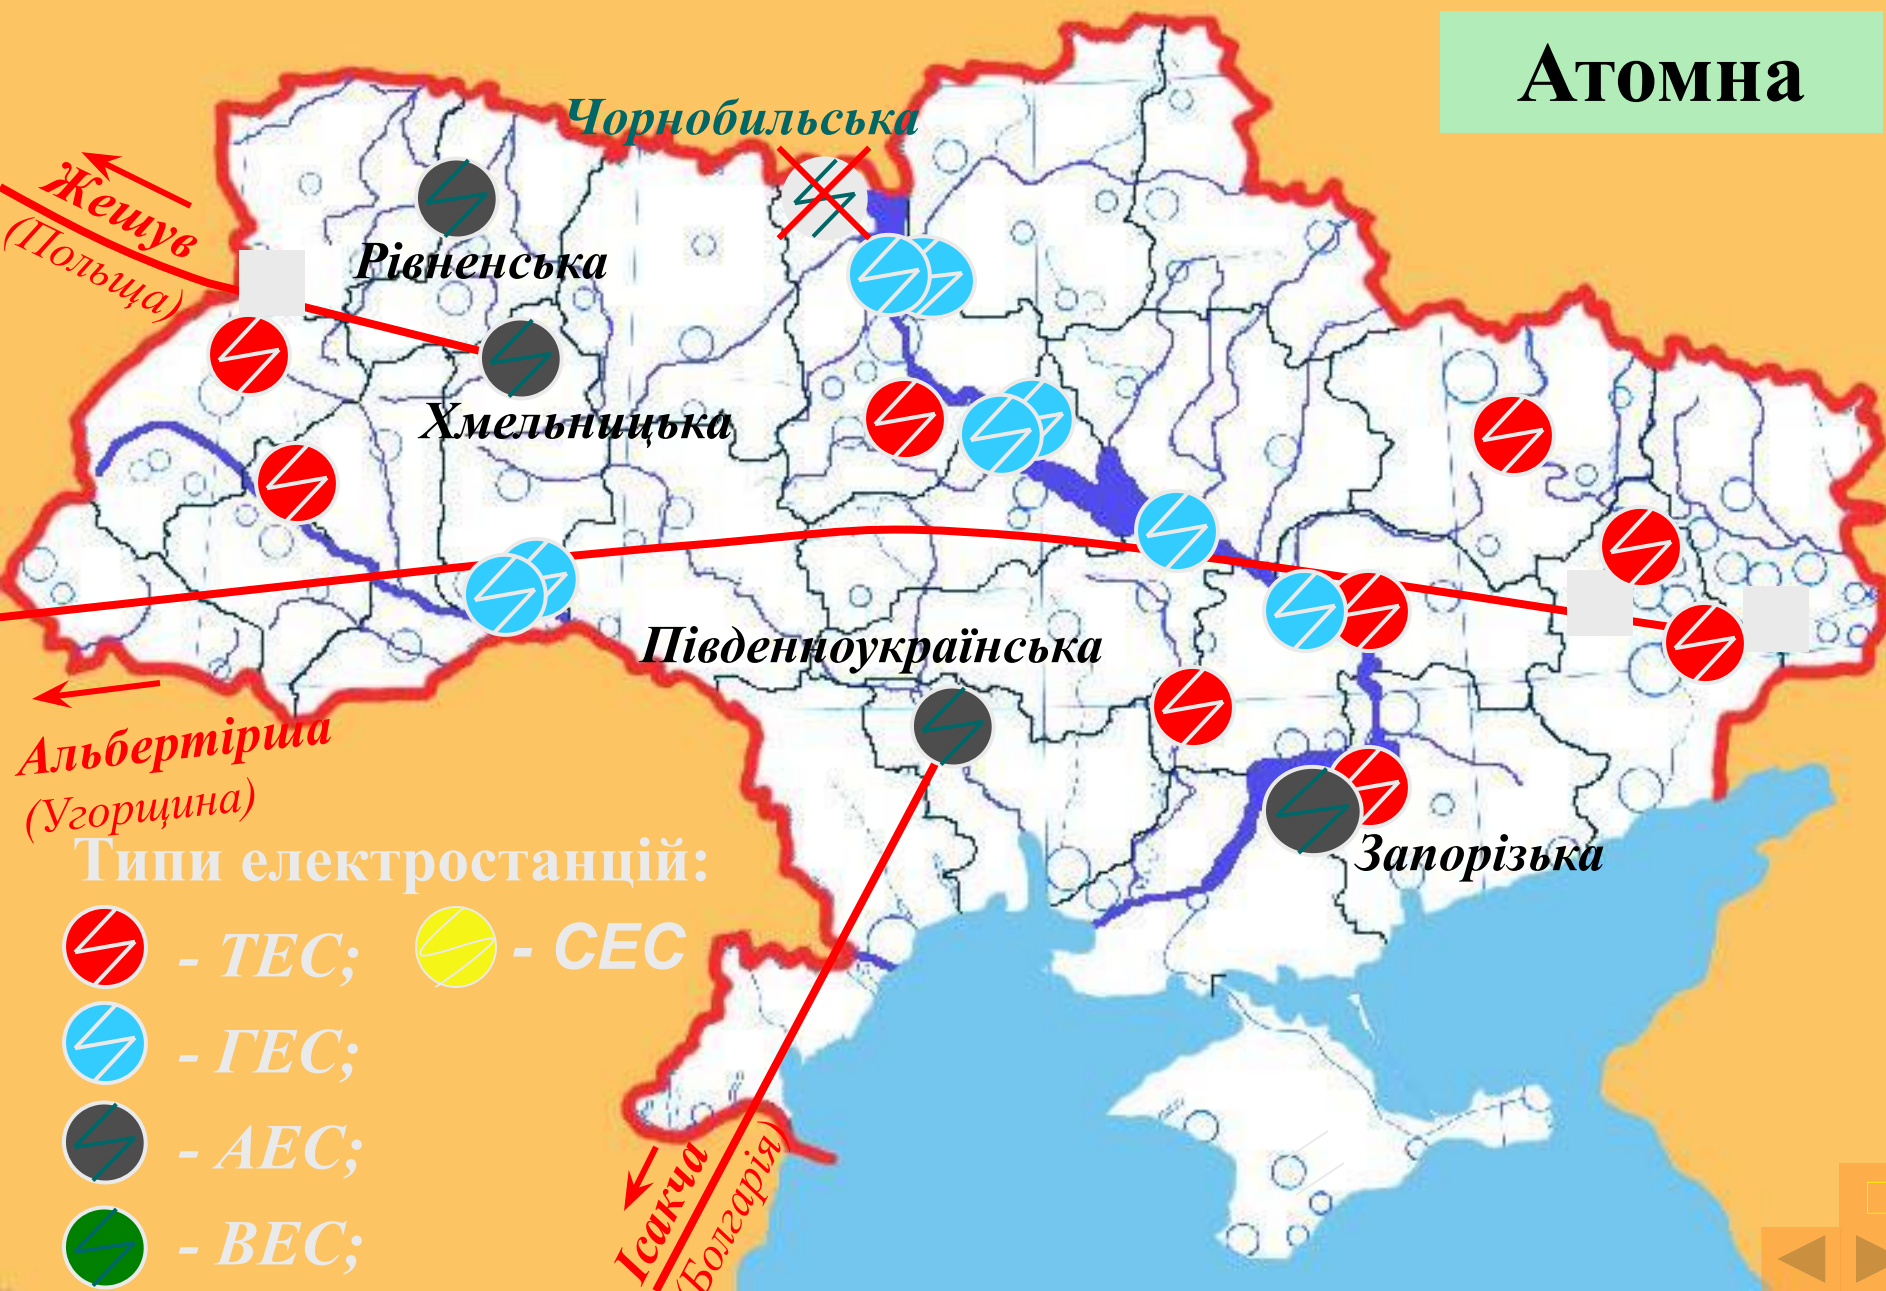 Атомна
Чорнобильська
Жешув
(Польща)
Рівненська
Хмельницька
Південноукраїнська
Альбертірша
(Угорщина)
Запорізька
Типи електростанцій:
- ТЕС;
- СЕС
- ГЕС;
- АЕС;
- ВЕС;
Ісакча
(Болгарія)